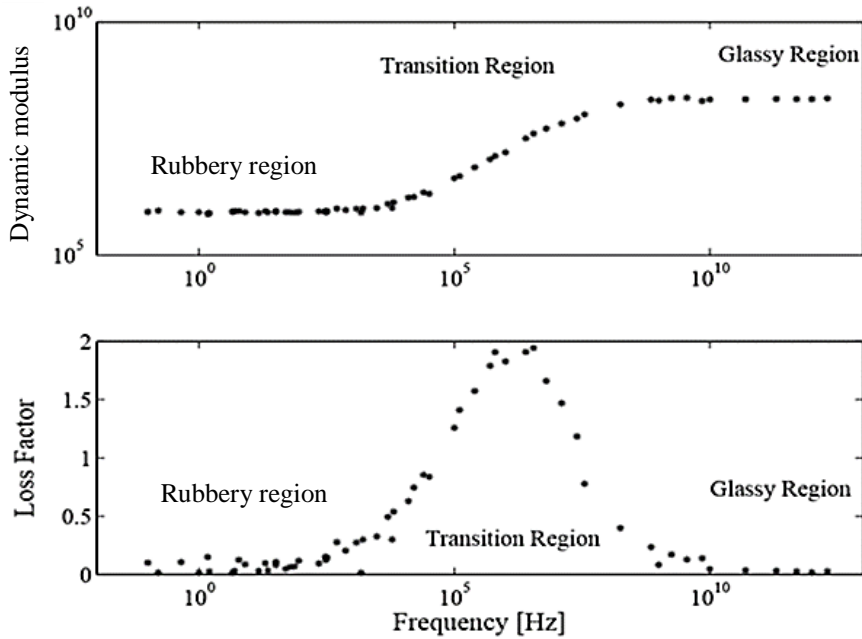 10^10
Dynamic modulus
Transition Region
Glassy Region
Rubbery region
10^5
10^0
10^5
10^10
2
1.5
1
0.5
0
Loss Factor
Rubbery region
Glassy Region
Transition Region
10^0
10^5
10^10
Frequency [Hz]